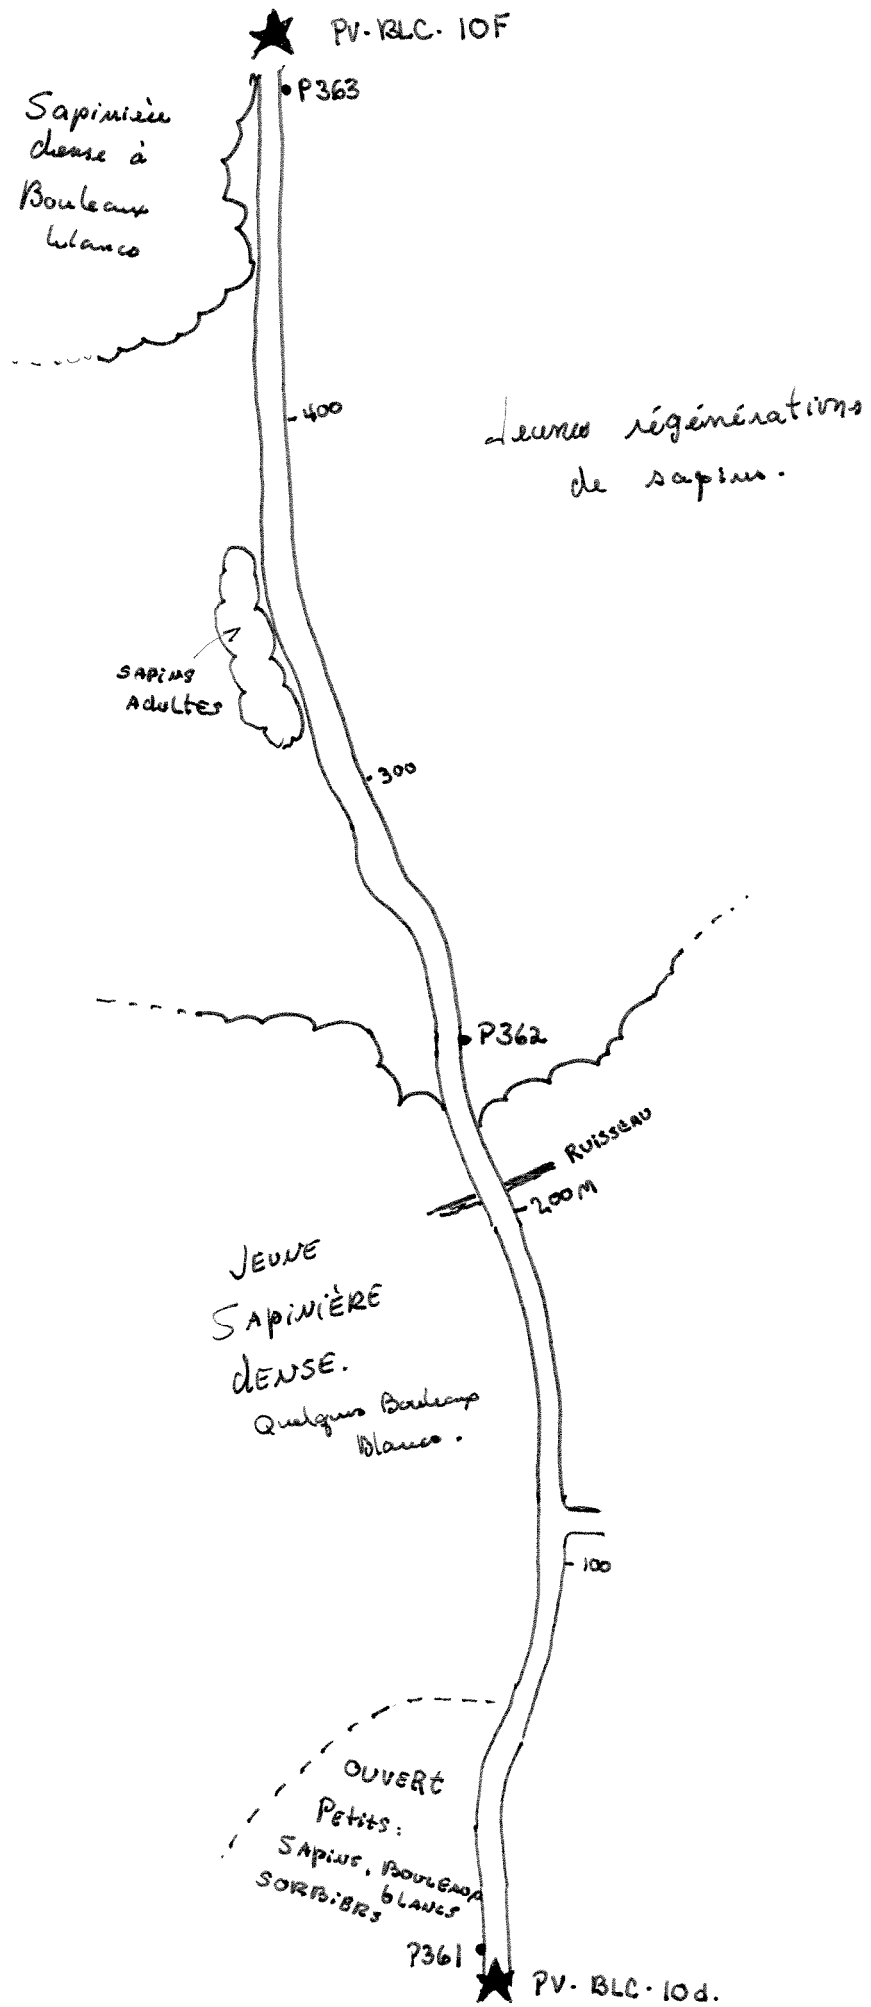 PV. BLC. 10F
P363
Sapinière
dense à
Bouleaux
blancs
400
Jeunes régénérations
de sapins.
SAPINS
ADULTES
300
P362
RUISSEAU
200M
JEUNE
SAPINIÈRE
DENSE.
Quelques Bouleaux
Blancs.
100
OUVERT
Petits:
SAPINS, BOULEAUX
blANCS
SORBIERS
P361
PV. BLC. 10d.